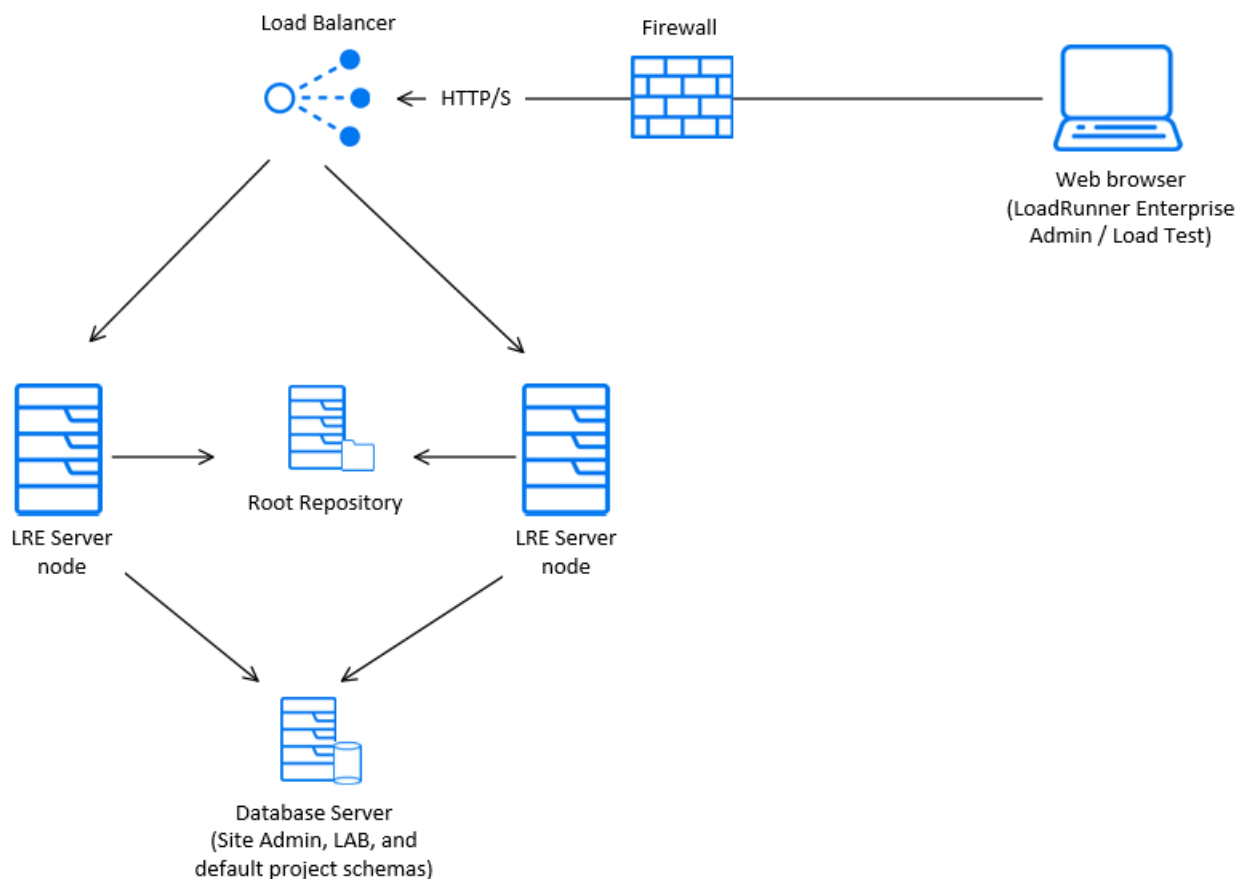 Load Balancer
Firewall
HTTP/S
Web browser
(LoadRunner Enterprise
Admin / Load Test)
Root Repository
LRE Server
node
LRE Server
node
Database Server
(Site Admin, LAB, and
default project schemas)